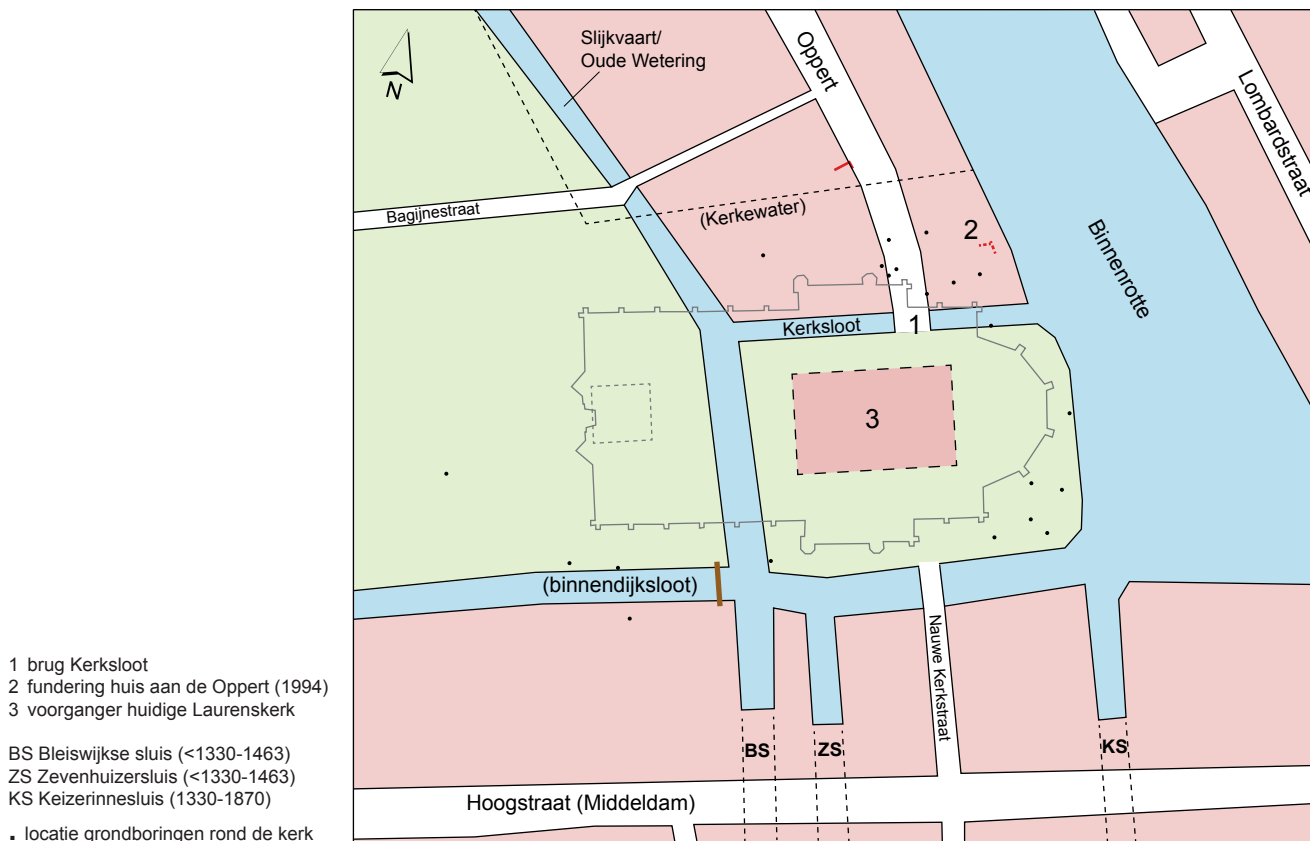 Slijkvaart/
Oude Wetering
Oppert
Lombardstraat
N
Bagijnestraat
(Kerkewater)
2
Binnenrotte
Kerksloot
1
3
(binnendijksloot)
Nauwe Kerkstraat
BS
ZS
KS
Hoogstraat (Middeldam)
1 brug Kerksloot
2 fundering huis aan de Oppert (1994)
3 voorganger huidige Laurenskerk
BS Bleiswijkse sluis (<1330-1463)
ZS Zevenhuizersluis (<1330-1463)
KS Keizerinnesluis (1330-1870)
. locatie grondboringen rond de kerk